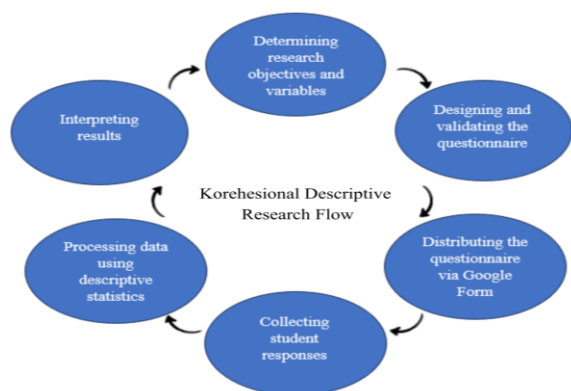 Determining
research
objectives and
variables
Designing and
validating the
questionnaire
Distributing the
questionnaire
via Google
Form
Collecting
student
responses
Processing data
using
descriptive
statistics
Interpreting
results
Korehesional Descriptive
Research Flow